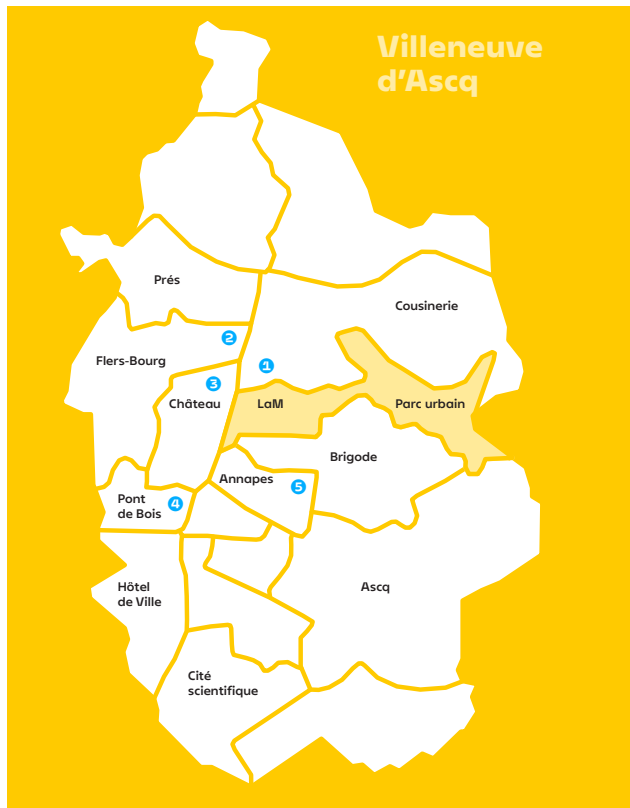 Villeneuve
d'Ascq
Prés
Cousinerie
2
Flers-Bourg
1
3
Château
LaM
Parc urbain
Brigode
Annapes
5
Pont
de Bois
4
Hôtel
de Ville
Ascq
Cité
scientifique